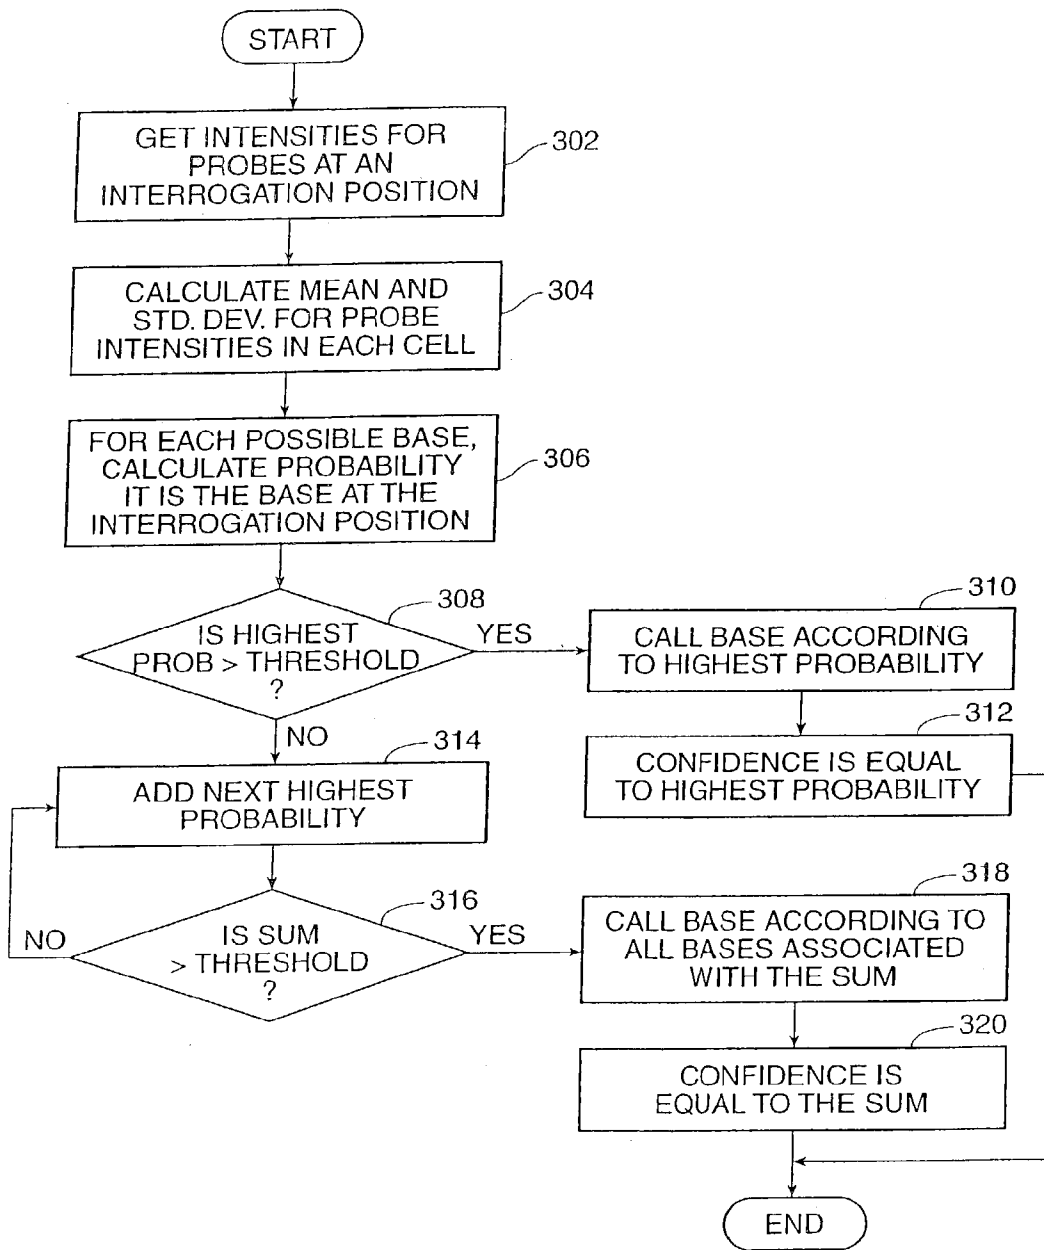 START
GET INTENSITIES FOR
PROBES AT AN
INTERROGATION POSITION
302
CALCULATE MEAN AND
STD. DEV. FOR PROBE
INTENSITIES IN EACH CELL
304
FOR EACH POSSIBLE BASE,
CALCULATE PROBABILITY
IT IS THE BASE AT THE
INTERROGATION POSITION
306
IS HIGHEST
PROB > THRESHOLD
?
308
YES
CALL BASE ACCORDING
TO HIGHEST PROBABILITY
310
CONFIDENCE IS EQUAL
TO HIGHEST PROBABILITY
312
NO
ADD NEXT HIGHEST
PROBABILITY
314
IS SUM
> THRESHOLD
?
316
NO
YES
CALL BASE ACCORDING TO
ALL BASES ASSOCIATED
WITH THE SUM
318
CONFIDENCE IS
EQUAL TO THE SUM
320
END